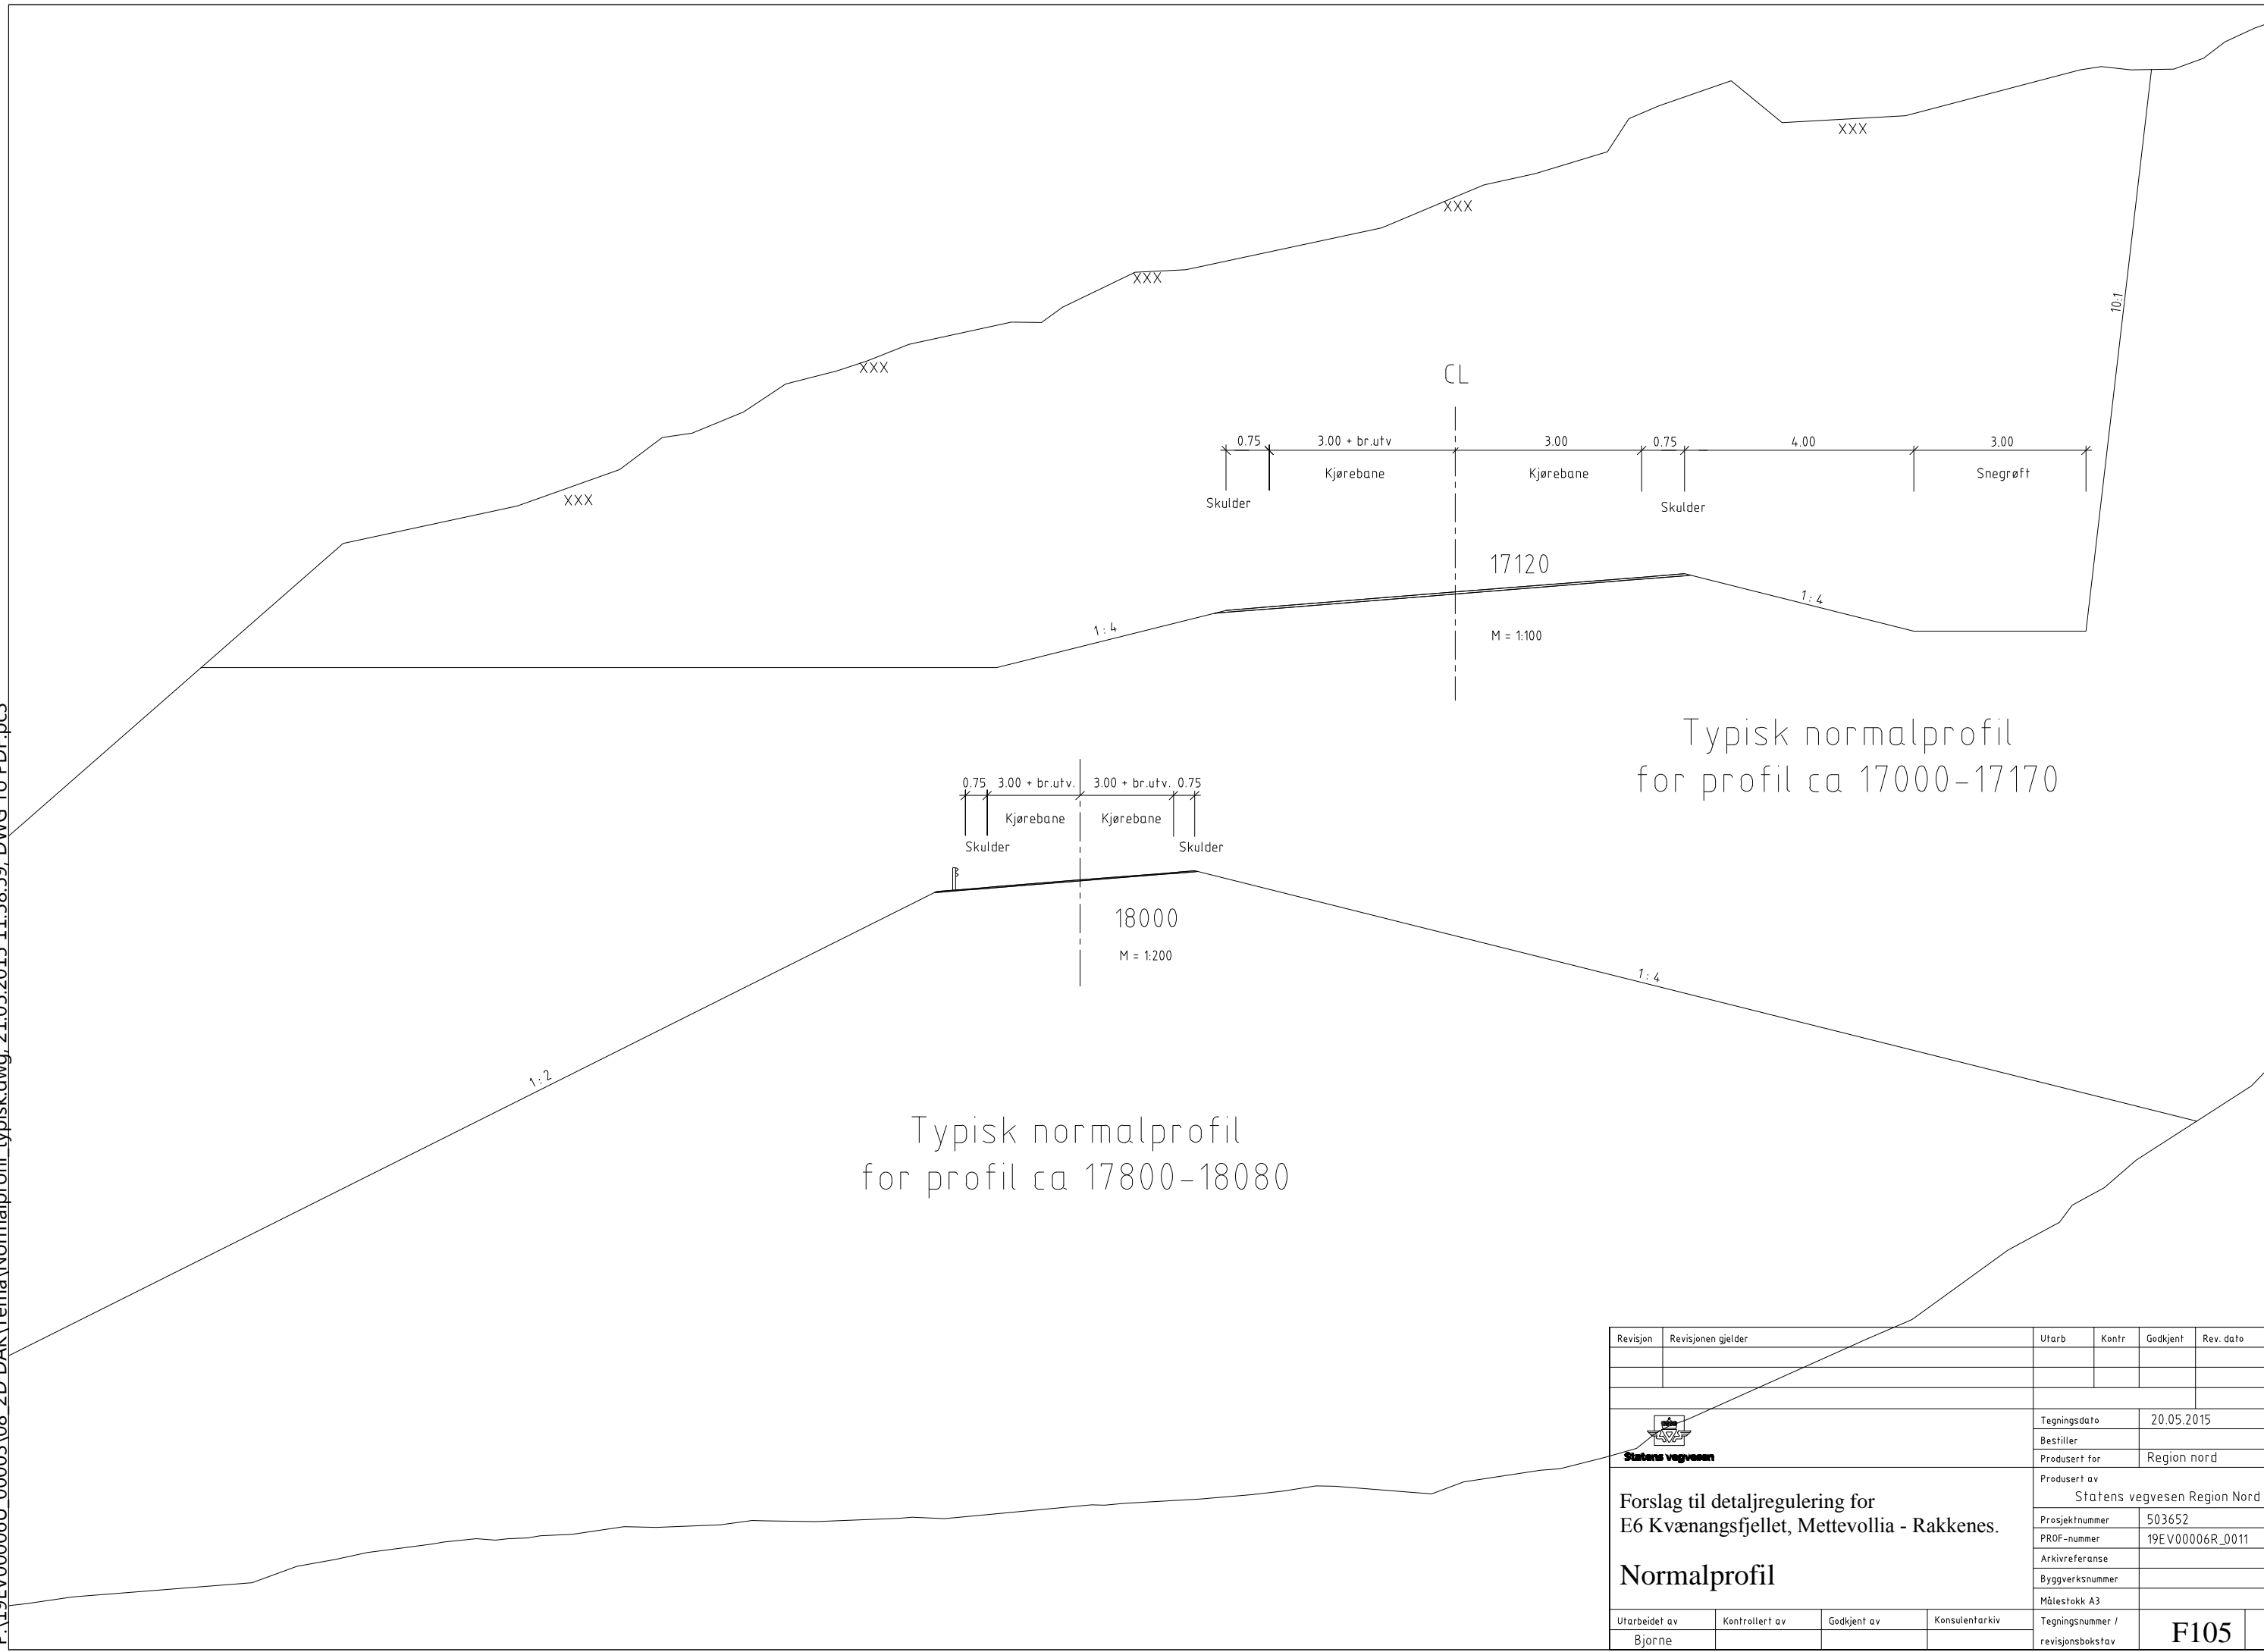 XXX
XXX
XXX
XXX
XXX
10:1
CL
0.75
3.00 + br.utv
3.00
0.75
4.00
3.00
Kjørebane
Kjørebane
Snegrøft
Skulder
Skulder
17120
1:4
1:4
M = 1:100
Typisk normalprofil
for profil ca 17000-17170
0.75
3.00 + br.utv.
3.00 + br.utv.
0.75
Kjørebane
Kjørebane
Skulder
Skulder
18000
M = 1:200
1:4
1:2
Typisk normalprofil
for profil ca 17800-18080
Revisjon
Revisjonen gjelder
Utarb
Kontr
Godkjent
Rev. dato
Statens vegvesen
Tegningsdato
20.05.2015
Bestiller
Produsert for
Region nord
Produsert av
Statens vegvesen Region Nord
Forslag til detaljregulering for
E6 Kvænangsfjellet, Mettevollia - Rakkenes.
Normalprofil
Prosjektnummer
503652
PROF-nummer
19EV00006R_0011
Arkivreferanse
Byggverksnummer
Målestokk A3
Utarbeidet av
Kontrollert av
Godkjent av
Konsulentarkiv
Tegningsnummer /
revisjonsbokstav
Bjorne
F105